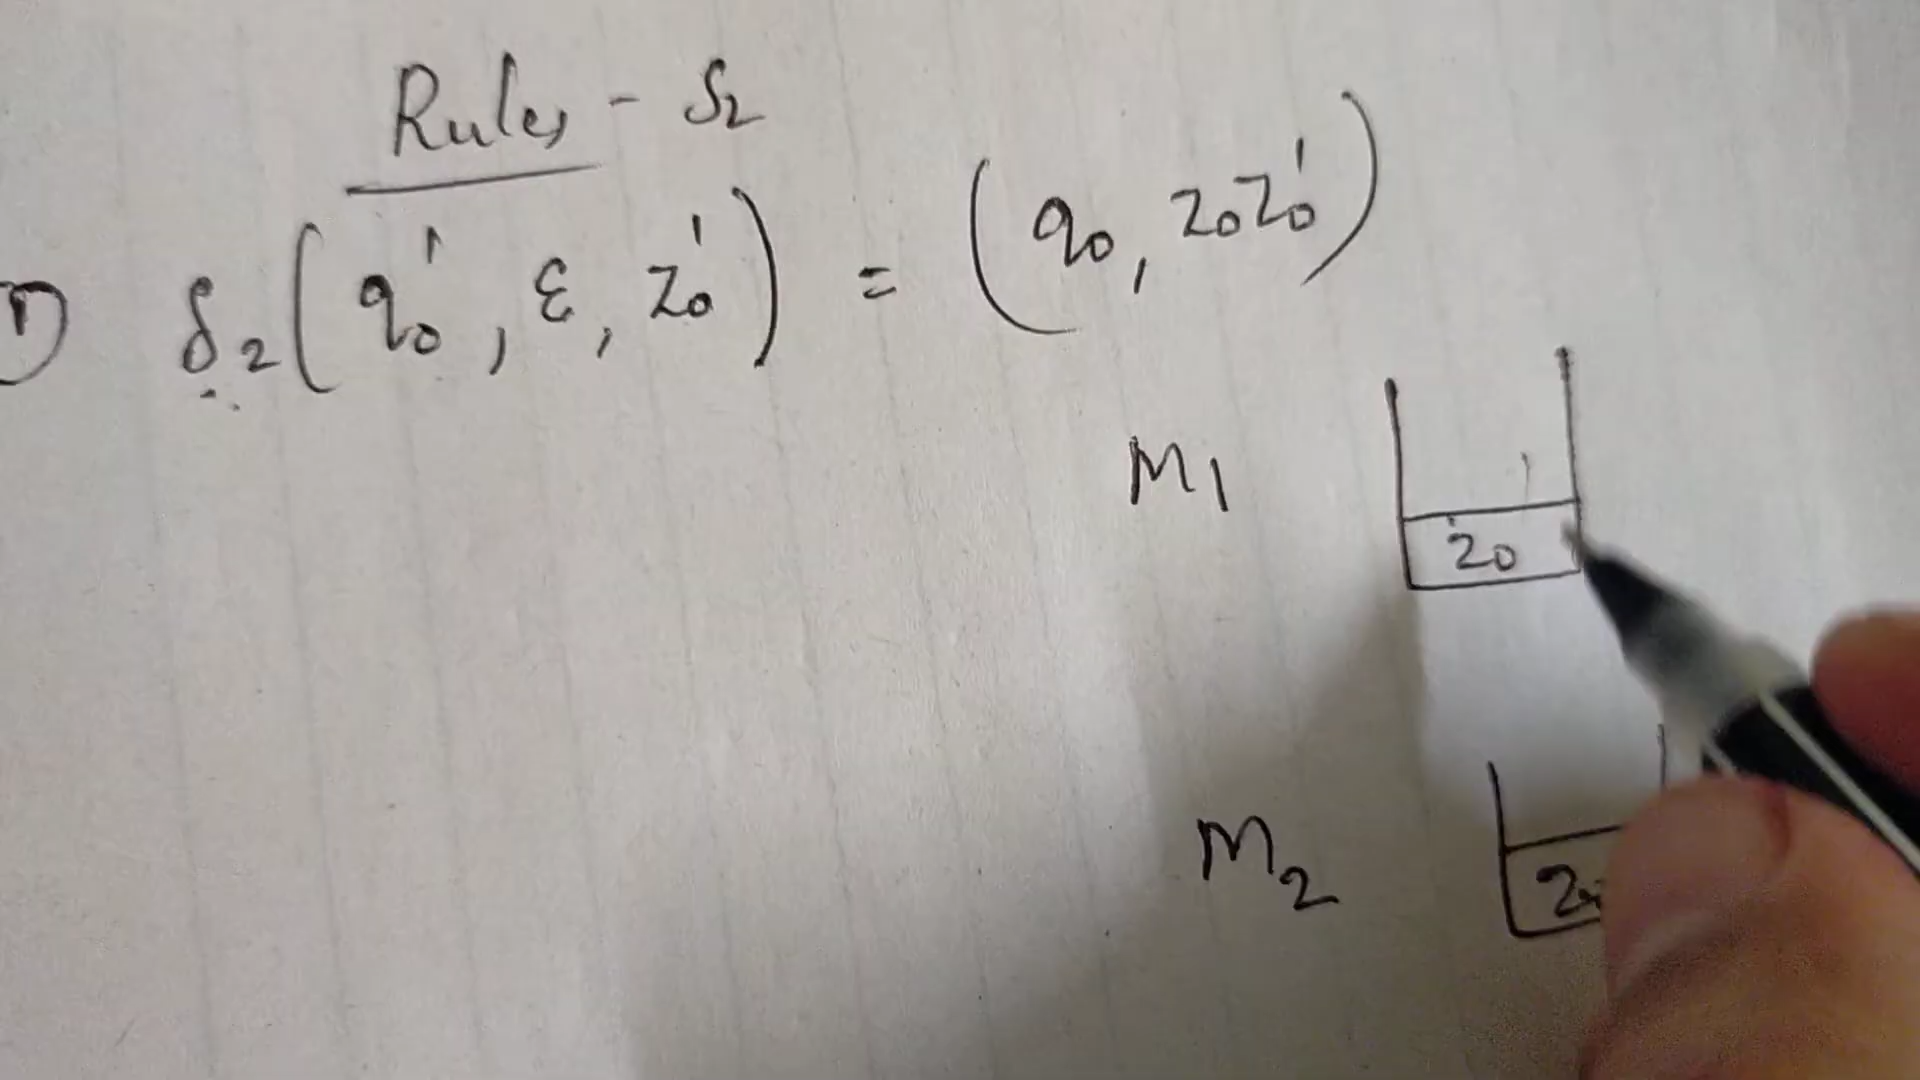 Rules - δ2
1) δ2(q0', ε, z0') = (q0, z0z0')
M1
z0
M2